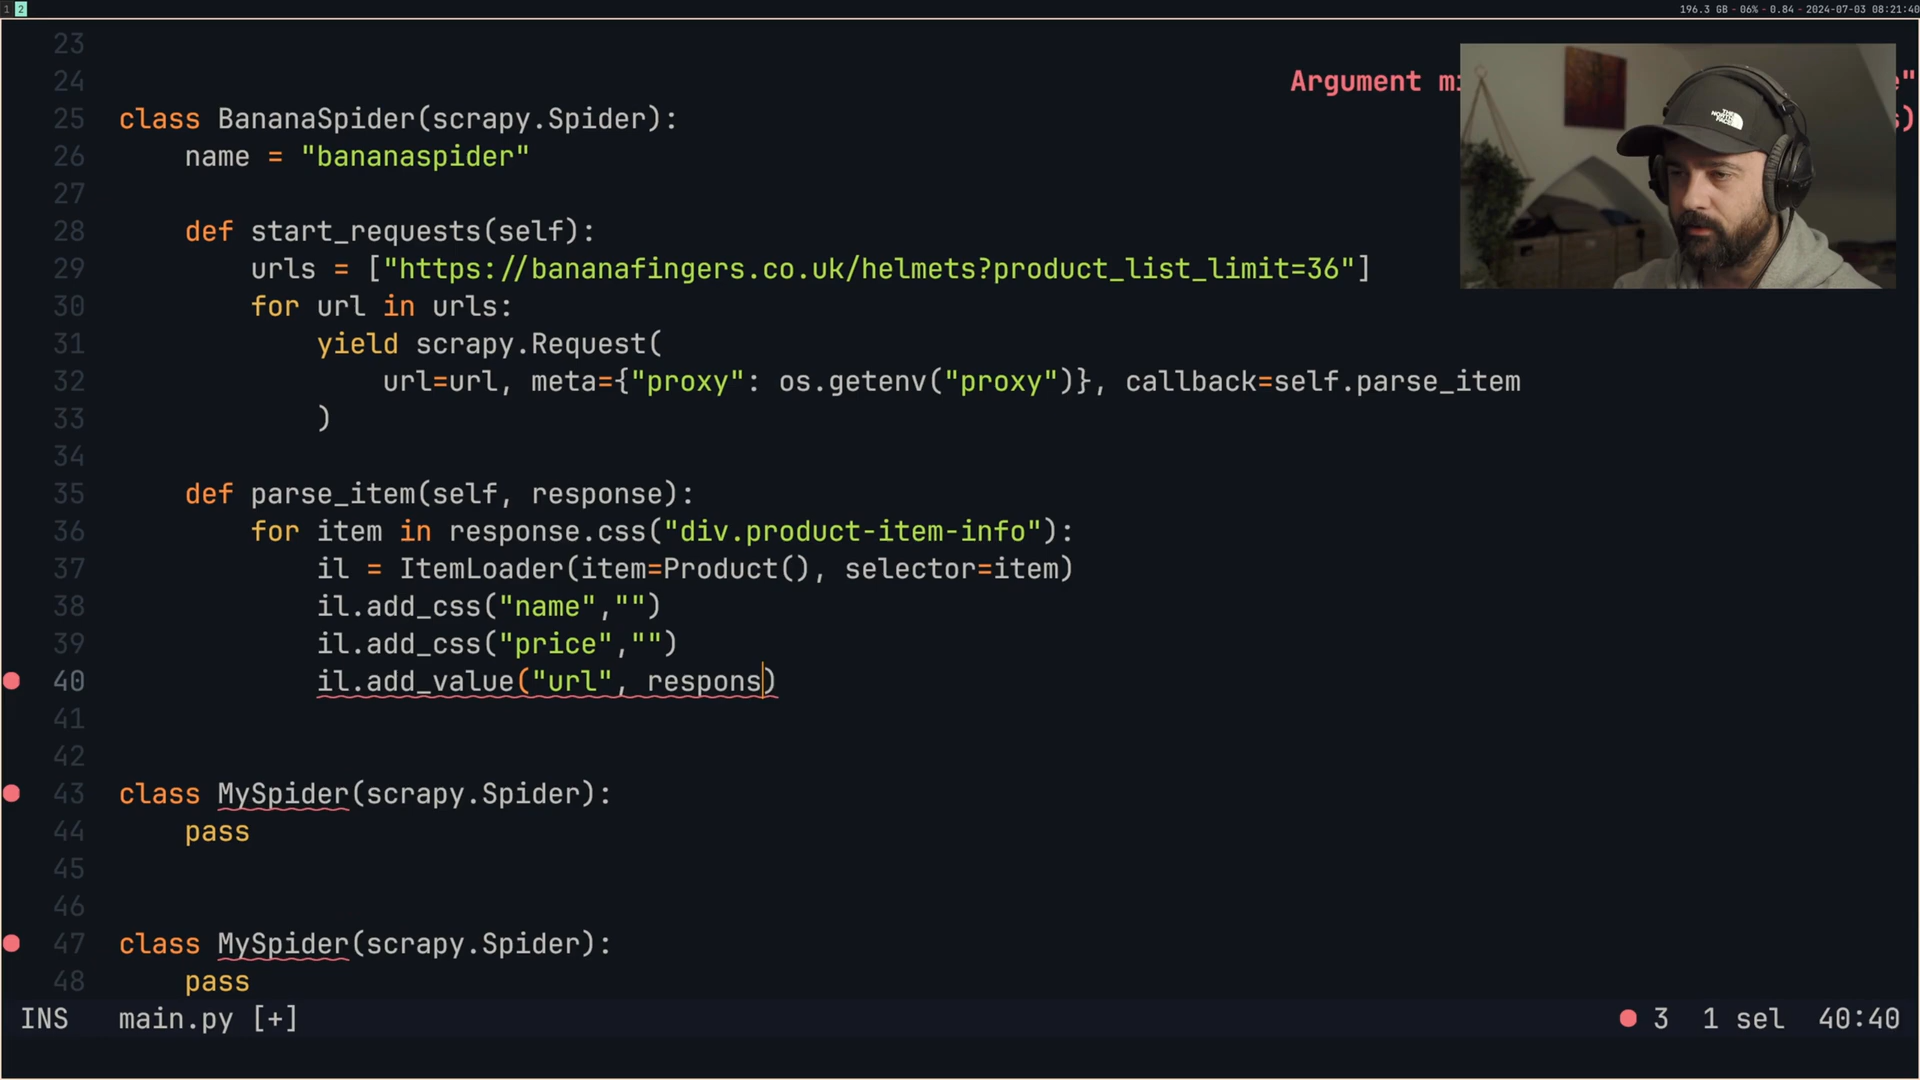 1 2
196.3 GB - 06% - 0.84 - 2024-07-03 08:21:40
23
24 Argument
25 class BananaSpider(scrapy.Spider):
26 name = "bananaspider"
27
28 def start_requests(self):
29 urls = ["https://bananafingers.co.uk/helmets?product_list_limit=36"]
30 for url in urls:
31 yield scrapy.Request(
32 url=url, meta={"proxy": os.getenv("proxy")}, callback=self.parse_item
33 )
34
35 def parse_item(self, response):
36 for item in response.css("div.product-item-info"):
37 il = ItemLoader(item=Product(), selector=item)
38 il.add_css("name","")
39 il.add_css("price","")
40 il.add_value("url", respons)
41
42
43 class MySpider(scrapy.Spider):
44 pass
45
46
47 class MySpider(scrapy.Spider):
48 pass
INS main.py [+] 3 1 sel 40:40
THE
NORTH
FACE